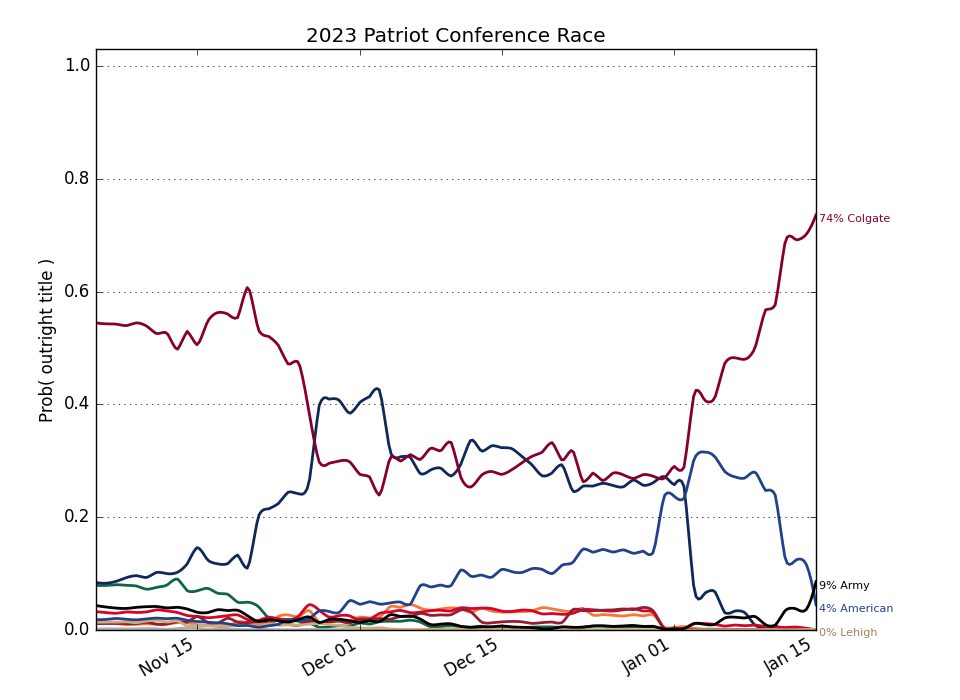 2023 Patriot Conference Race
Prob( outright title )
1.0
0.8
0.6
0.4
0.2
0.0
74% Colgate
9% Army
4% American
0% Lehigh
Nov 15
Dec 01
Dec 15
Jan 01
Jan 15